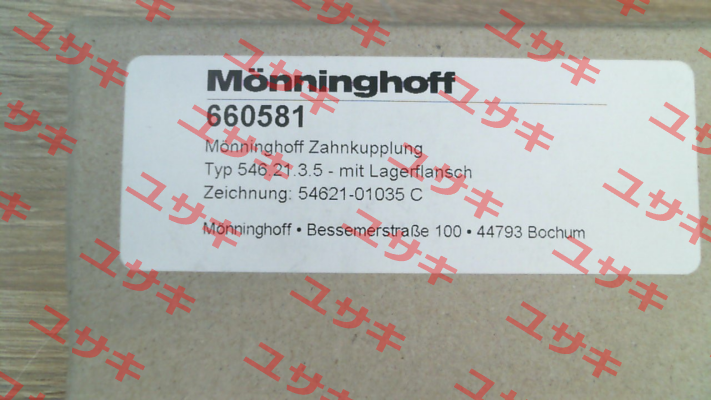 Mönninghoff
660581
Mönninghoff Zahnkupplung
Typ 546.21.3.5 - mit Lagerflansch
Zeichnung: 54621-01035 C
Mönninghoff • Bessemerstraße 100 • 44793 Bochum
ユサキ